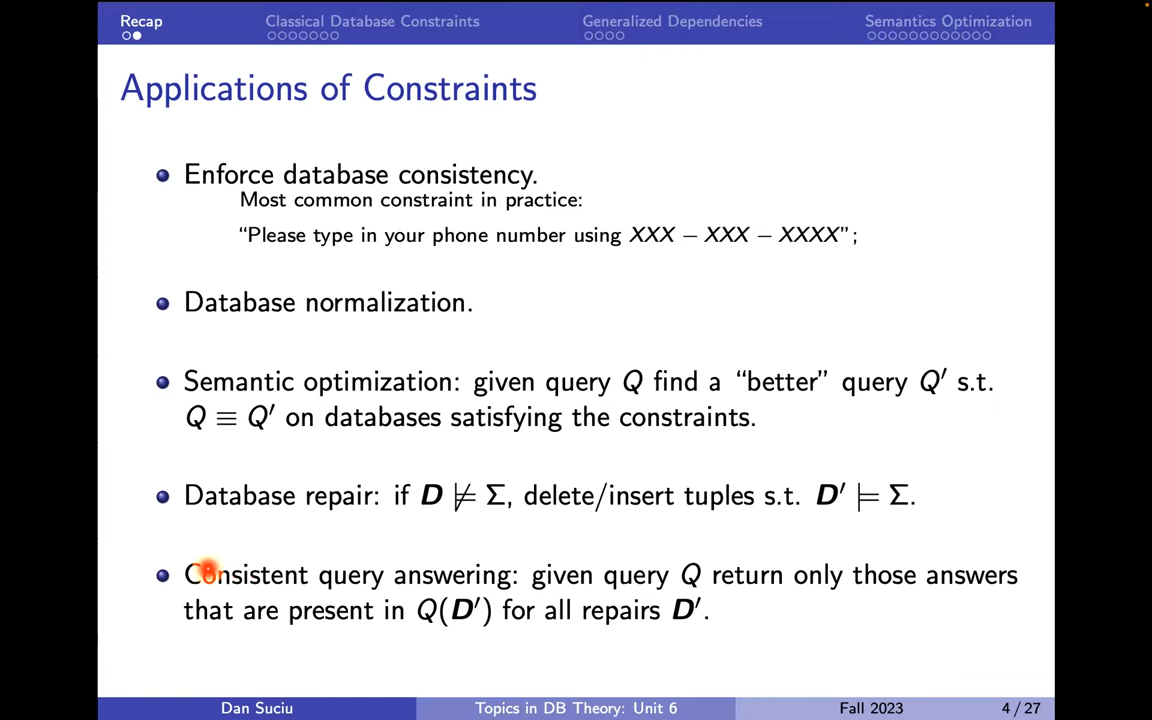 Recap Classical Database Constraints Generalized Dependencies Semantics Optimization
Applications of Constraints
Enforce database consistency.
Most common constraint in practice:
“Please type in your phone number using XXX − XXX − XXXX”;
Database normalization.
Semantic optimization: given query Q find a “better” query Q′ s.t.
Q ≡ Q′ on databases satisfying the constraints.
Database repair: if D ⊭ Σ, delete/insert tuples s.t. D′ ⊨ Σ.
Consistent query answering: given query Q return only those answers
that are present in Q(D′) for all repairs D′.
Dan Suciu Topics in DB Theory: Unit 6 Fall 2023 4 / 27